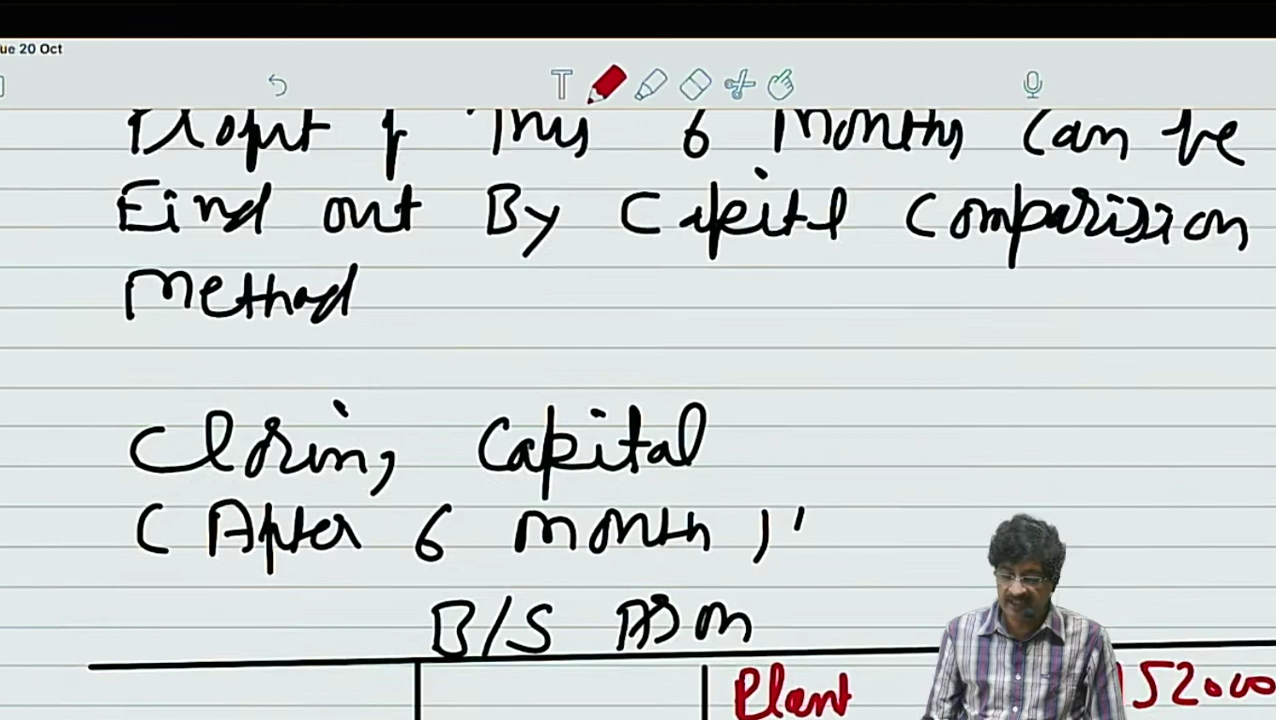 ue 20 Oct
T
Profit of This 6 Months Can be
Find out By Capital Comparision
Method
Closing Capital
(After 6 month)'
B/S As on
Plant 152000